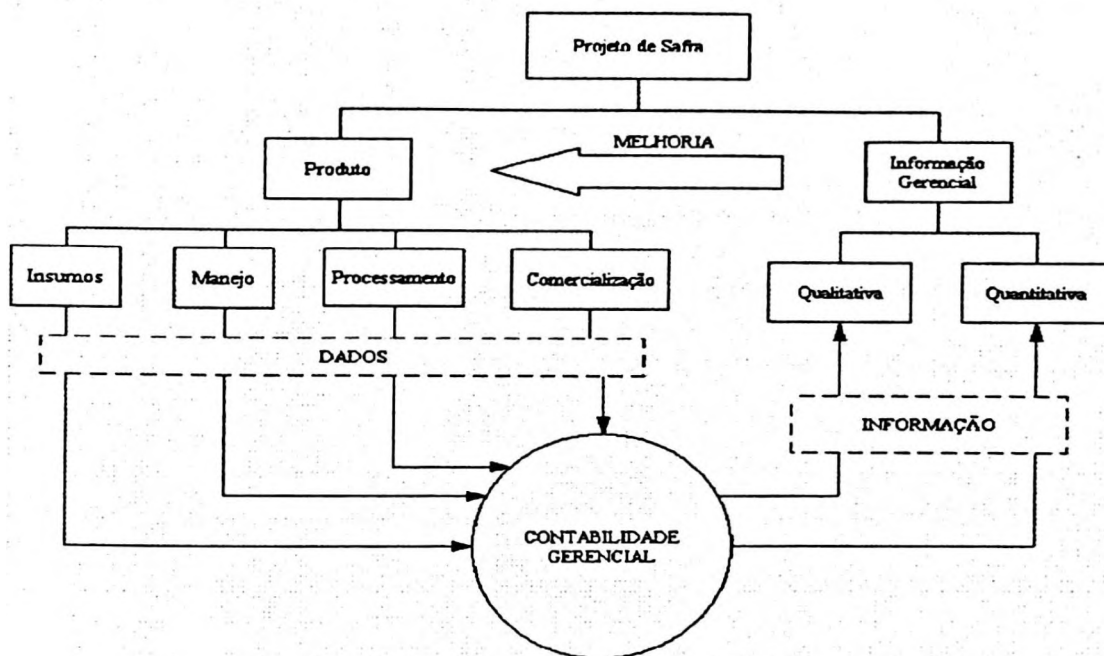 Projeto de Safra
MELHORIA
Produto
Informação
Gerencial
Insumos
Manejo
Processamento
Comercialização
Qualitativa
Quantitativa
DADOS
INFORMAÇÃO
CONTABILIDADE
GERENCIAL